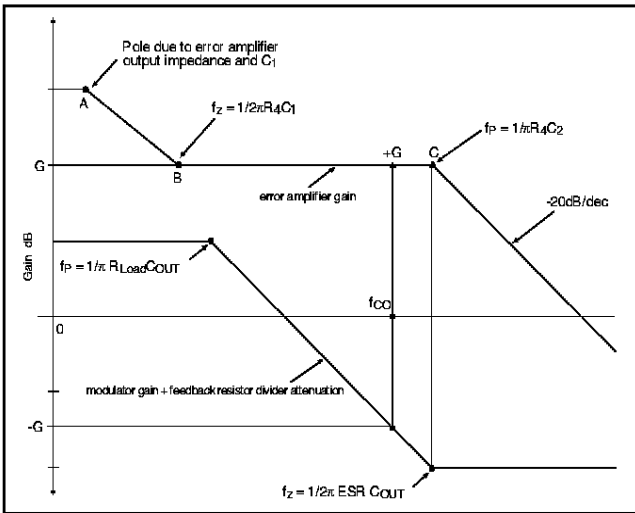 Pole due to error amplifier
output impedance and C1
A
fZ = 1/2πR4C1
fP = 1/πR4C2
+G
C
G
B
error amplifier gain
-20dB/dec
Gain dB
fP = 1/π RLoadCOUT
fCO
0
modulator gain + feedback resistor divider attenuation
-G
fZ = 1/2π ESR COUT